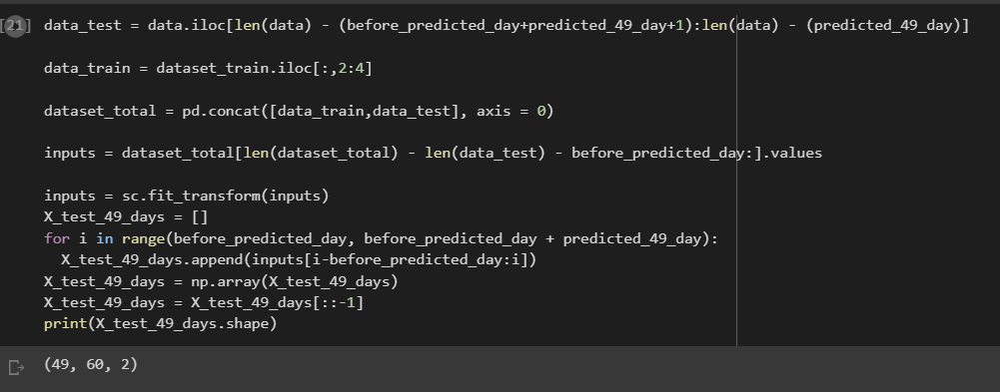 [21] data_test = data.iloc[len(data) - (before_predicted_day+predicted_49_day+1):len(data) - (predicted_49_day)]
data_train = dataset_train.iloc[:,2:4]
dataset_total = pd.concat([data_train,data_test], axis = 0)
inputs = dataset_total[len(dataset_total) - len(data_test) - before_predicted_day:].values
inputs = sc.fit_transform(inputs)
X_test_49_days = []
for i in range(before_predicted_day, before_predicted_day + predicted_49_day):
  X_test_49_days.append(inputs[i-before_predicted_day:i])
X_test_49_days = np.array(X_test_49_days)
X_test_49_days = X_test_49_days[::-1]
print(X_test_49_days.shape)
(49, 60, 2)